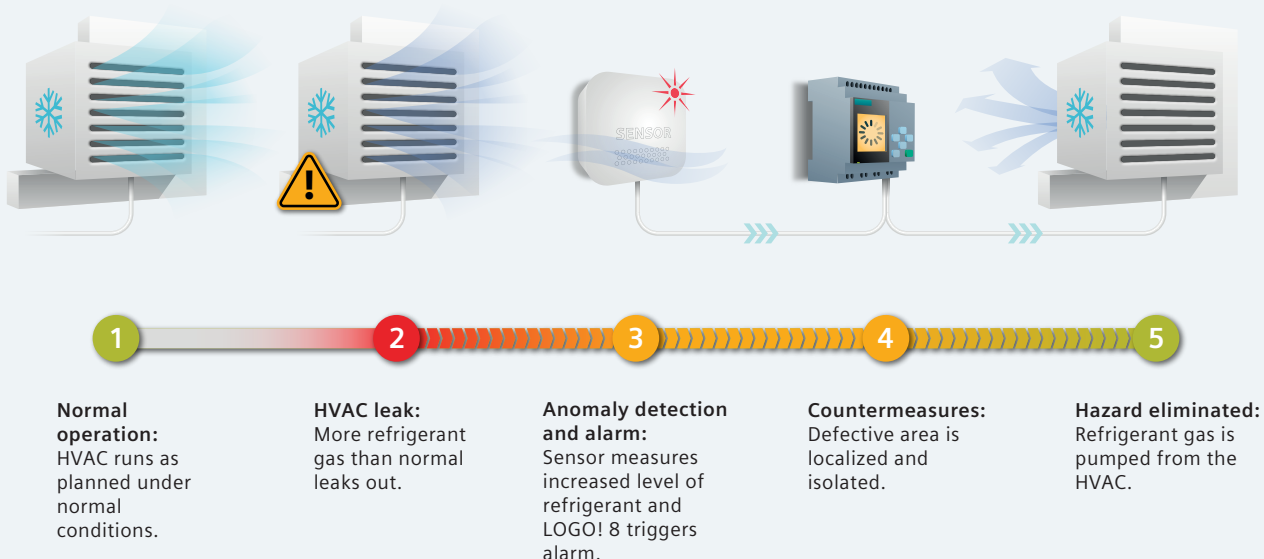 SENSOR
1
2
3
4
5
Normal
operation:
HVAC runs as
planned under
normal
conditions.
HVAC leak:
More refrigerant
gas than normal
leaks out.
Anomaly detection
and alarm:
Sensor measures
increased level of
refrigerant and
LOGO! 8 triggers
alarm.
Countermeasures:
Defective area is
localized and
isolated.
Hazard eliminated:
Refrigerant gas is
pumped from the
HVAC.